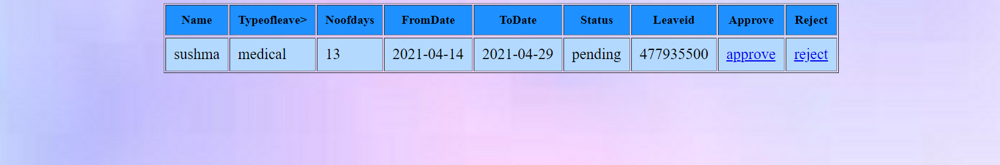 Name Typeofleave> Noofdays FromDate ToDate Status Leaveid Approve Reject
sushma medical 13 2021-04-14 2021-04-29 pending 477935500 approve reject